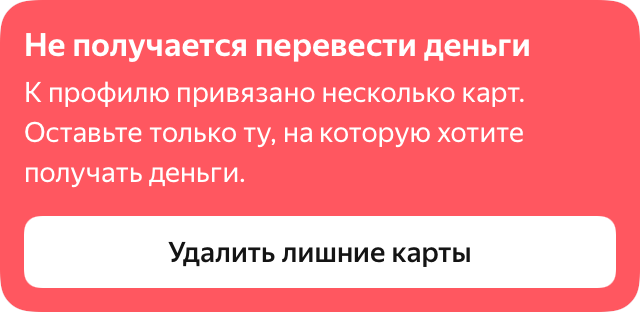 Не получается перевести деньги
К профилю привязано несколько карт.
Оставьте только ту, на которую хотите
получать деньги.
Удалить лишние карты